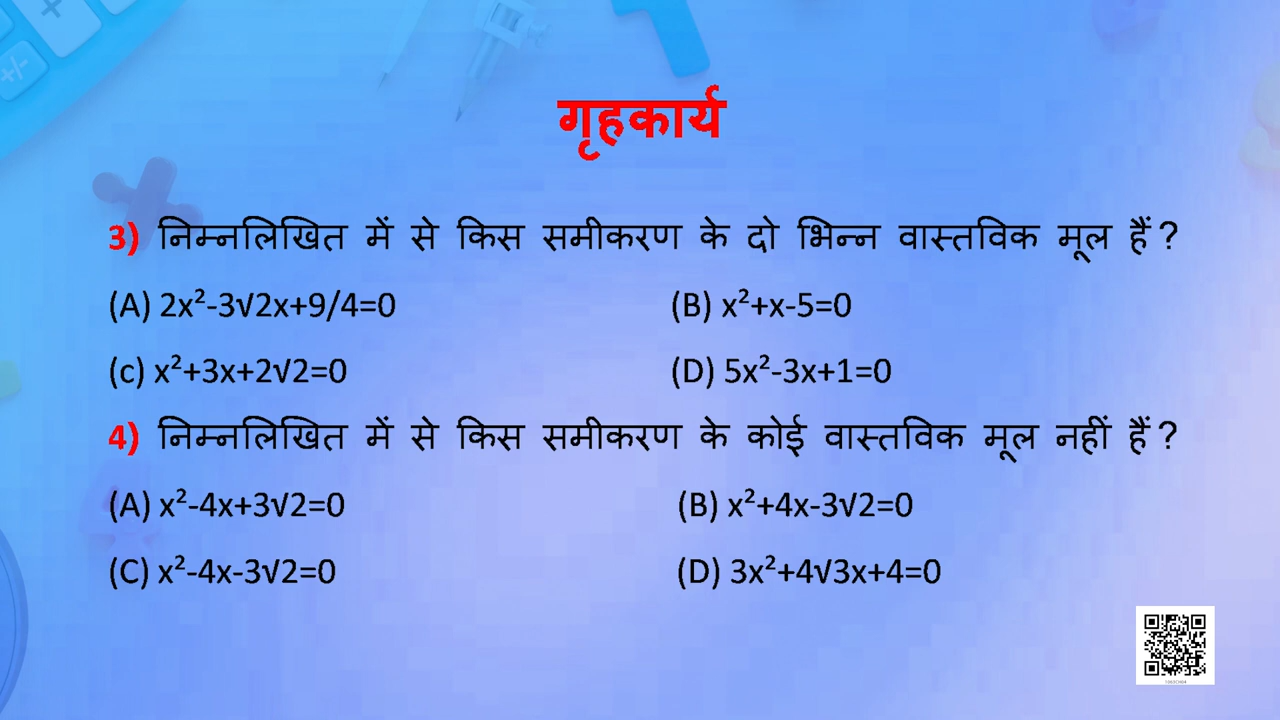 गृहकार्य
3) निम्नलिखित में से किस समीकरण के दो भिन्न वास्तविक मूल हैं ?
(A) 2x²-3√2x+9/4=0 (B) x²+x-5=0
(c) x²+3x+2√2=0 (D) 5x²-3x+1=0
4) निम्नलिखित में से किस समीकरण के कोई वास्तविक मूल नहीं हैं ?
(A) x²-4x+3√2=0 (B) x²+4x-3√2=0
(C) x²-4x-3√2=0 (D) 3x²+4√3x+4=0